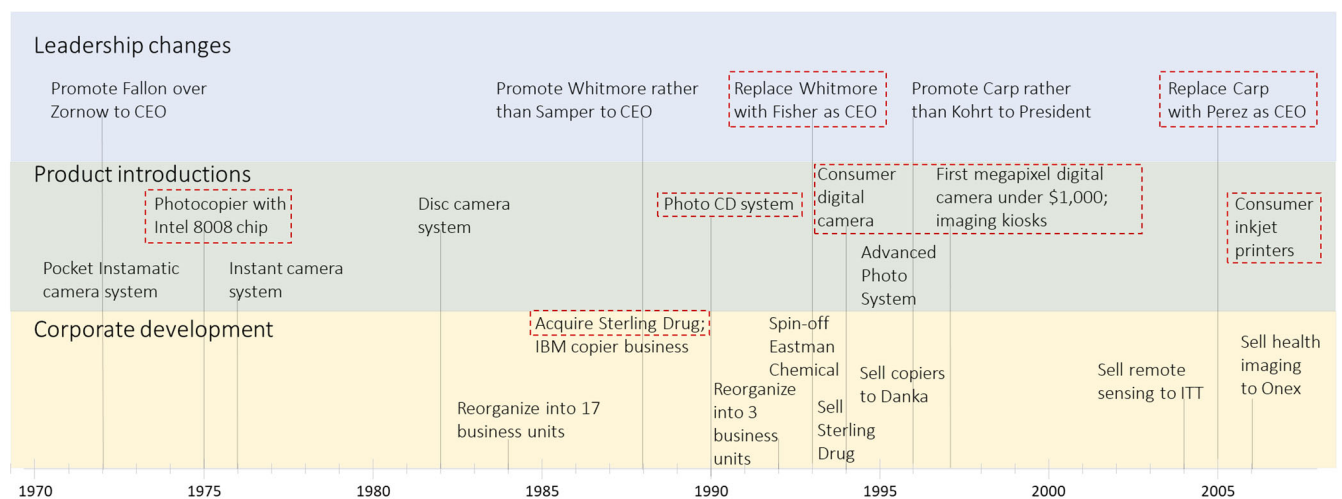 Leadership changes
Promote Fallon over
Zornow to CEO
Promote Whitmore rather
than Samper to CEO
Replace Whitmore
with Fisher as CEO
Promote Carp rather
than Kohrt to President
Replace Carp
with Perez as CEO
Product introductions
Photocopier with
Intel 8008 chip
Pocket Instamatic
camera system
Instant camera
system
Disc camera
system
Photo CD system
Consumer
digital
camera
First megapixel digital
camera under $1,000;
imaging kiosks
Advanced
Photo
System
Consumer
inkjet
printers
Corporate development
Reorganize into 17
business units
Acquire Sterling Drug;
IBM copier business
Reorganize
into 3
business
units
Spin-off
Eastman
Chemical
Sell
Sterling
Drug
Sell copiers
to Danka
Sell remote
sensing to ITT
Sell health
imaging
to Onex
1970
1975
1980
1985
1990
1995
2000
2005